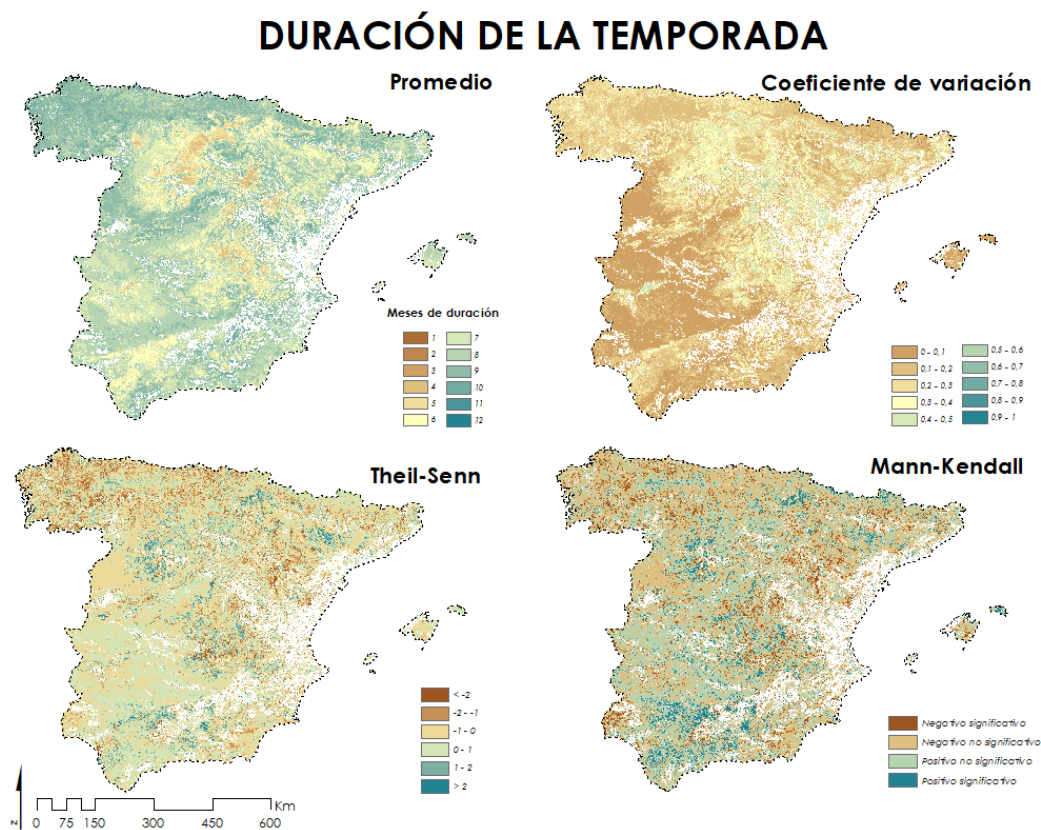 DURACIÓN DE LA TEMPORADA
Promedio
Coeficiente de variación
Meses de duración
1
2
3
4
5
6
7
8
9
10
11
12
0 - 0,1
0,1 - 0,2
0,2 - 0,3
0,3 - 0,4
0,4 - 0,5
0,5 - 0,6
0,6 - 0,7
0,7 - 0,8
0,8 - 0,9
0,9 - 1
Theil-Senn
Mann-Kendall
< -2
-2 - -1
-1 - 0
0 - 1
1 - 2
> 2
Negativo significativo
Negativo no significativo
Positivo no significativo
Positivo significativo
N
Km
0 75 150 300 450 600